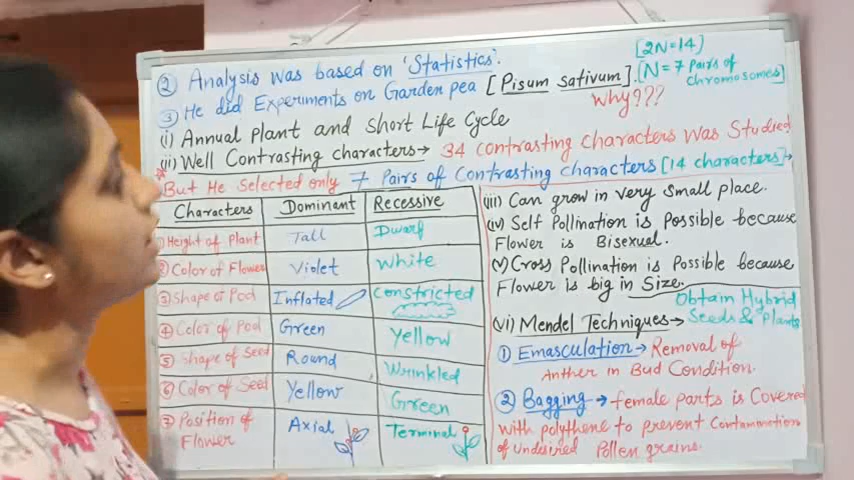 ② Analysis was based on 'Statistics'.
③ He did Experiments on Garden pea [Pisum sativum].
[2N=14)
[N=7 pairs of
chromosomes]
Why???
(i) Annual Plant and Short Life Cycle
(ii) Well Contrasting characters→ 34 contrasting characters was Studied
*But He Selected only 7 Pairs of Contrasting characters [14 characters]→
Characters Dominant Recessive
① Height of Plant Tall Dwarf
② Color of Flower Violet White
③ Shape of Pod Inflated Constricted
④ Color of Pod Green Yellow
⑤ Shape of Seed Round Wrinkled
⑥ Color of Seed Yellow Green
⑦ Position of Axial Terminal
Flower
(iii) Can grow in very Small place.
(iv) Self Pollination is Possible because
Flower is Bisexual.
(v) Cross Pollination is Possible because
Flower is big in Size.
(vi) Mendel Techniques→ Obtain Hybrid
Seeds & Plants
① Emasculation→ Removal of
Anther in Bud Condition.
② Bagging → female parts is Covered
with polythene to prevent Contamination
of undesired Pollen grains.